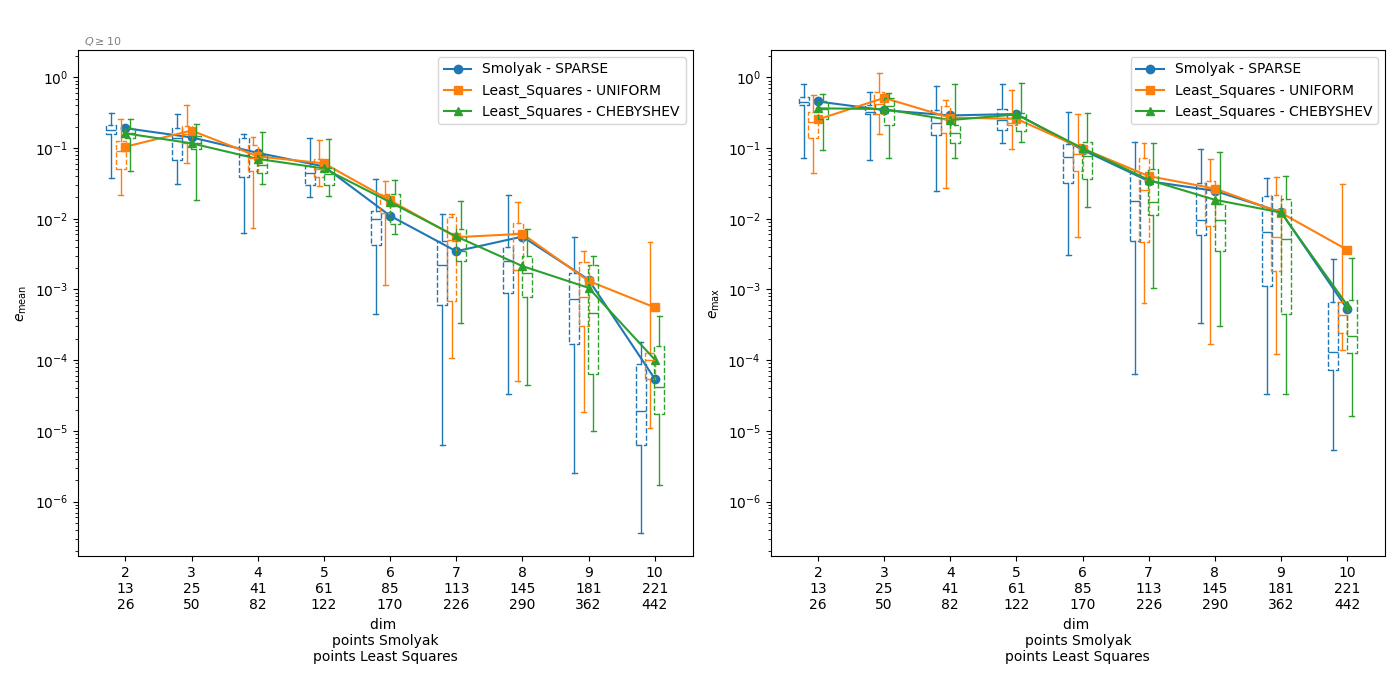 Q ≥ 10
10⁰
10⁻¹
10⁻²
10⁻³
10⁻⁴
10⁻⁵
10⁻⁶
e_mean
Smolyak - SPARSE
Least_Squares - UNIFORM
Least_Squares - CHEBYSHEV
2 3 4 5 6 7 8 9 10
13 25 41 61 85 113 145 181 221
26 50 82 122 170 226 290 362 442
dim
points Smolyak
points Least Squares
10⁰
10⁻¹
10⁻²
10⁻³
10⁻⁴
10⁻⁵
10⁻⁶
e_max
Smolyak - SPARSE
Least_Squares - UNIFORM
Least_Squares - CHEBYSHEV
2 3 4 5 6 7 8 9 10
13 25 41 61 85 113 145 181 221
26 50 82 122 170 226 290 362 442
dim
points Smolyak
points Least Squares